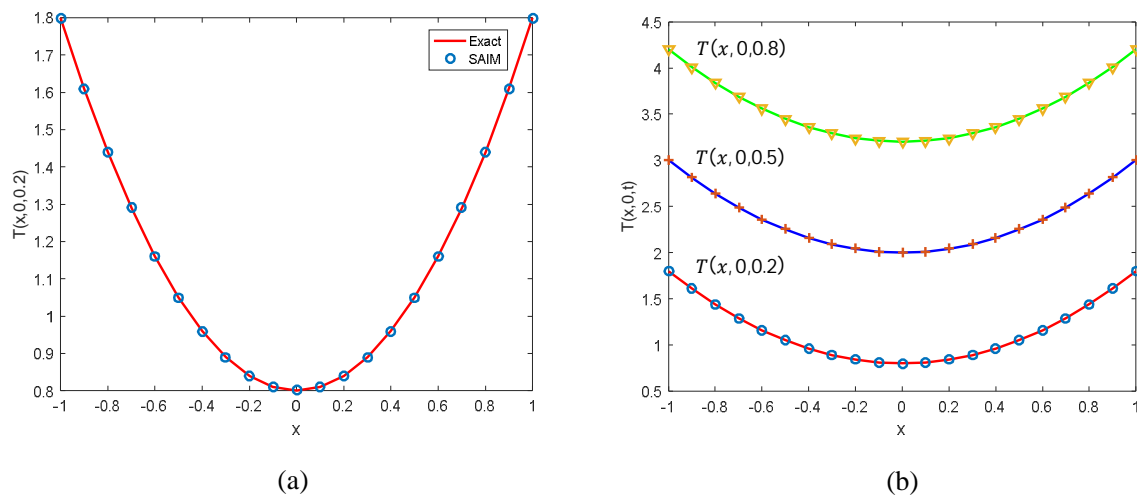 1.8
1.7
1.6
1.5
1.4
1.3
1.2
1.1
1
0.9
0.8
T(x,0,0.2)
-1 -0.8 -0.6 -0.4 -0.2 0 0.2 0.4 0.6 0.8 1
x
Exact
SAIM
(a)
4.5
4
3.5
3
2.5
2
1.5
1
0.5
T(x,0,t)
T(x, 0,0.8)
T(x, 0,0.5)
T(x, 0,0.2)
-1 -0.8 -0.6 -0.4 -0.2 0 0.2 0.4 0.6 0.8 1
x
(b)